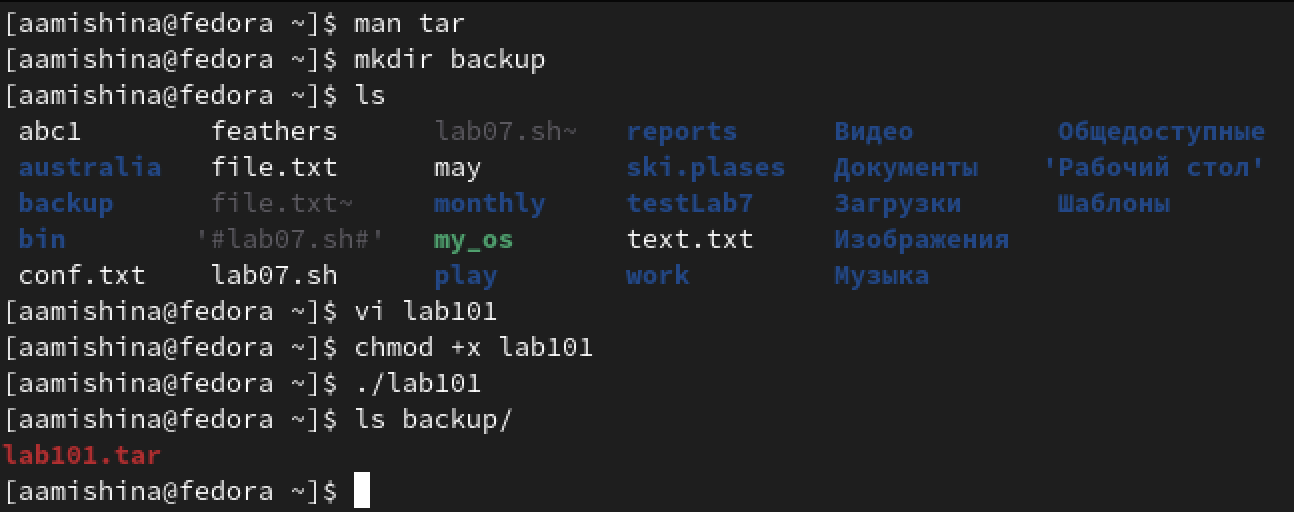 [aamishina@fedora ~]$ man tar
[aamishina@fedora ~]$ mkdir backup
[aamishina@fedora ~]$ ls
abc1 feathers lab07.sh~ reports Видео Общедоступные
australia file.txt may ski.plases Документы 'Рабочий стол'
backup file.txt~ monthly testLab7 Загрузки Шаблоны
bin '#lab07.sh#' my_os text.txt Изображения
conf.txt lab07.sh play work Музыка
[aamishina@fedora ~]$ vi lab101
[aamishina@fedora ~]$ chmod +x lab101
[aamishina@fedora ~]$ ./lab101
[aamishina@fedora ~]$ ls backup/
lab101.tar
[aamishina@fedora ~]$